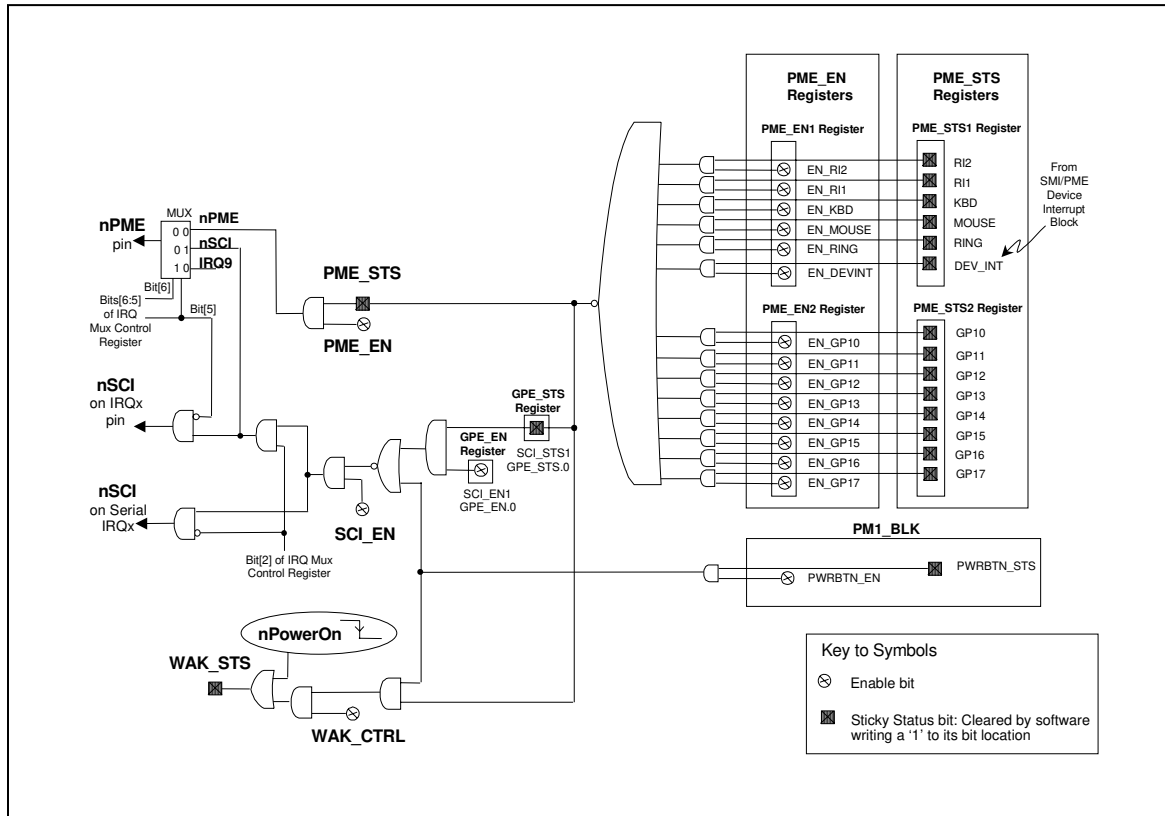 PME_EN
Registers
PME_STS
Registers
PME_EN1 Register
PME_STS1 Register
EN_RI2
EN_RI1
EN_KBD
EN_MOUSE
EN_RING
EN_DEVINT
RI2
RI1
KBD
MOUSE
RING
DEV_INT
From
SMI/PME
Device
Interrupt
Block
PME_EN2 Register
PME_STS2 Register
EN_GP10
EN_GP11
EN_GP12
EN_GP13
EN_GP14
EN_GP15
EN_GP16
EN_GP17
GP10
GP11
GP12
GP13
GP14
GP15
GP16
GP17
MUX
nPME
pin
0 0
0 1
1 0
nPME
nSCI
IRQ9
Bit[6]
Bits[6:5]
of IRQ
Mux Control
Register
Bit[5]
PME_STS
PME_EN
nSCI
on IRQx
pin
nSCI
on Serial
IRQx
Bit[2] of IRQ Mux
Control Register
SCI_EN
GPE_STS
Register
SCI_STS1
GPE_STS.0
GPE_EN
Register
SCI_EN1
GPE_EN.0
PM1_BLK
PWRBTN_EN
PWRBTN_STS
nPowerOn
WAK_STS
WAK_CTRL
Key to Symbols
Enable bit
Sticky Status bit: Cleared by software
writing a '1' to its bit location